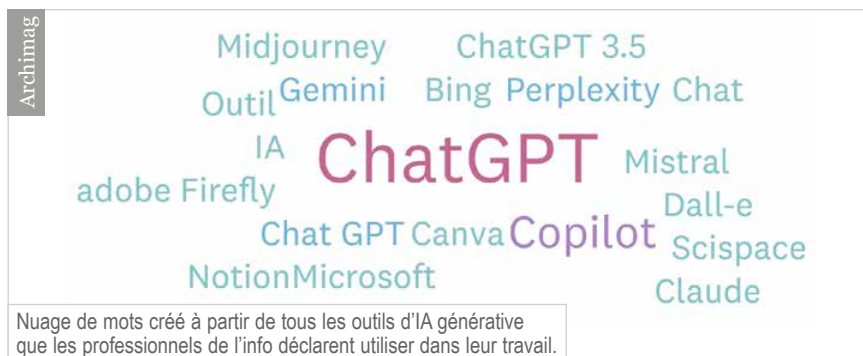 Archimag
Midjourney ChatGPT 3.5
Outil Gemini Bing Perplexity Chat
IA ChatGPT Mistral
adobe Firefly Dall-e
Chat GPT Canva Copilot Scispace
Notion Microsoft Claude
Nuage de mots créé à partir de tous les outils d'IA générative
que les professionnels de l'info déclarent utiliser dans leur travail.